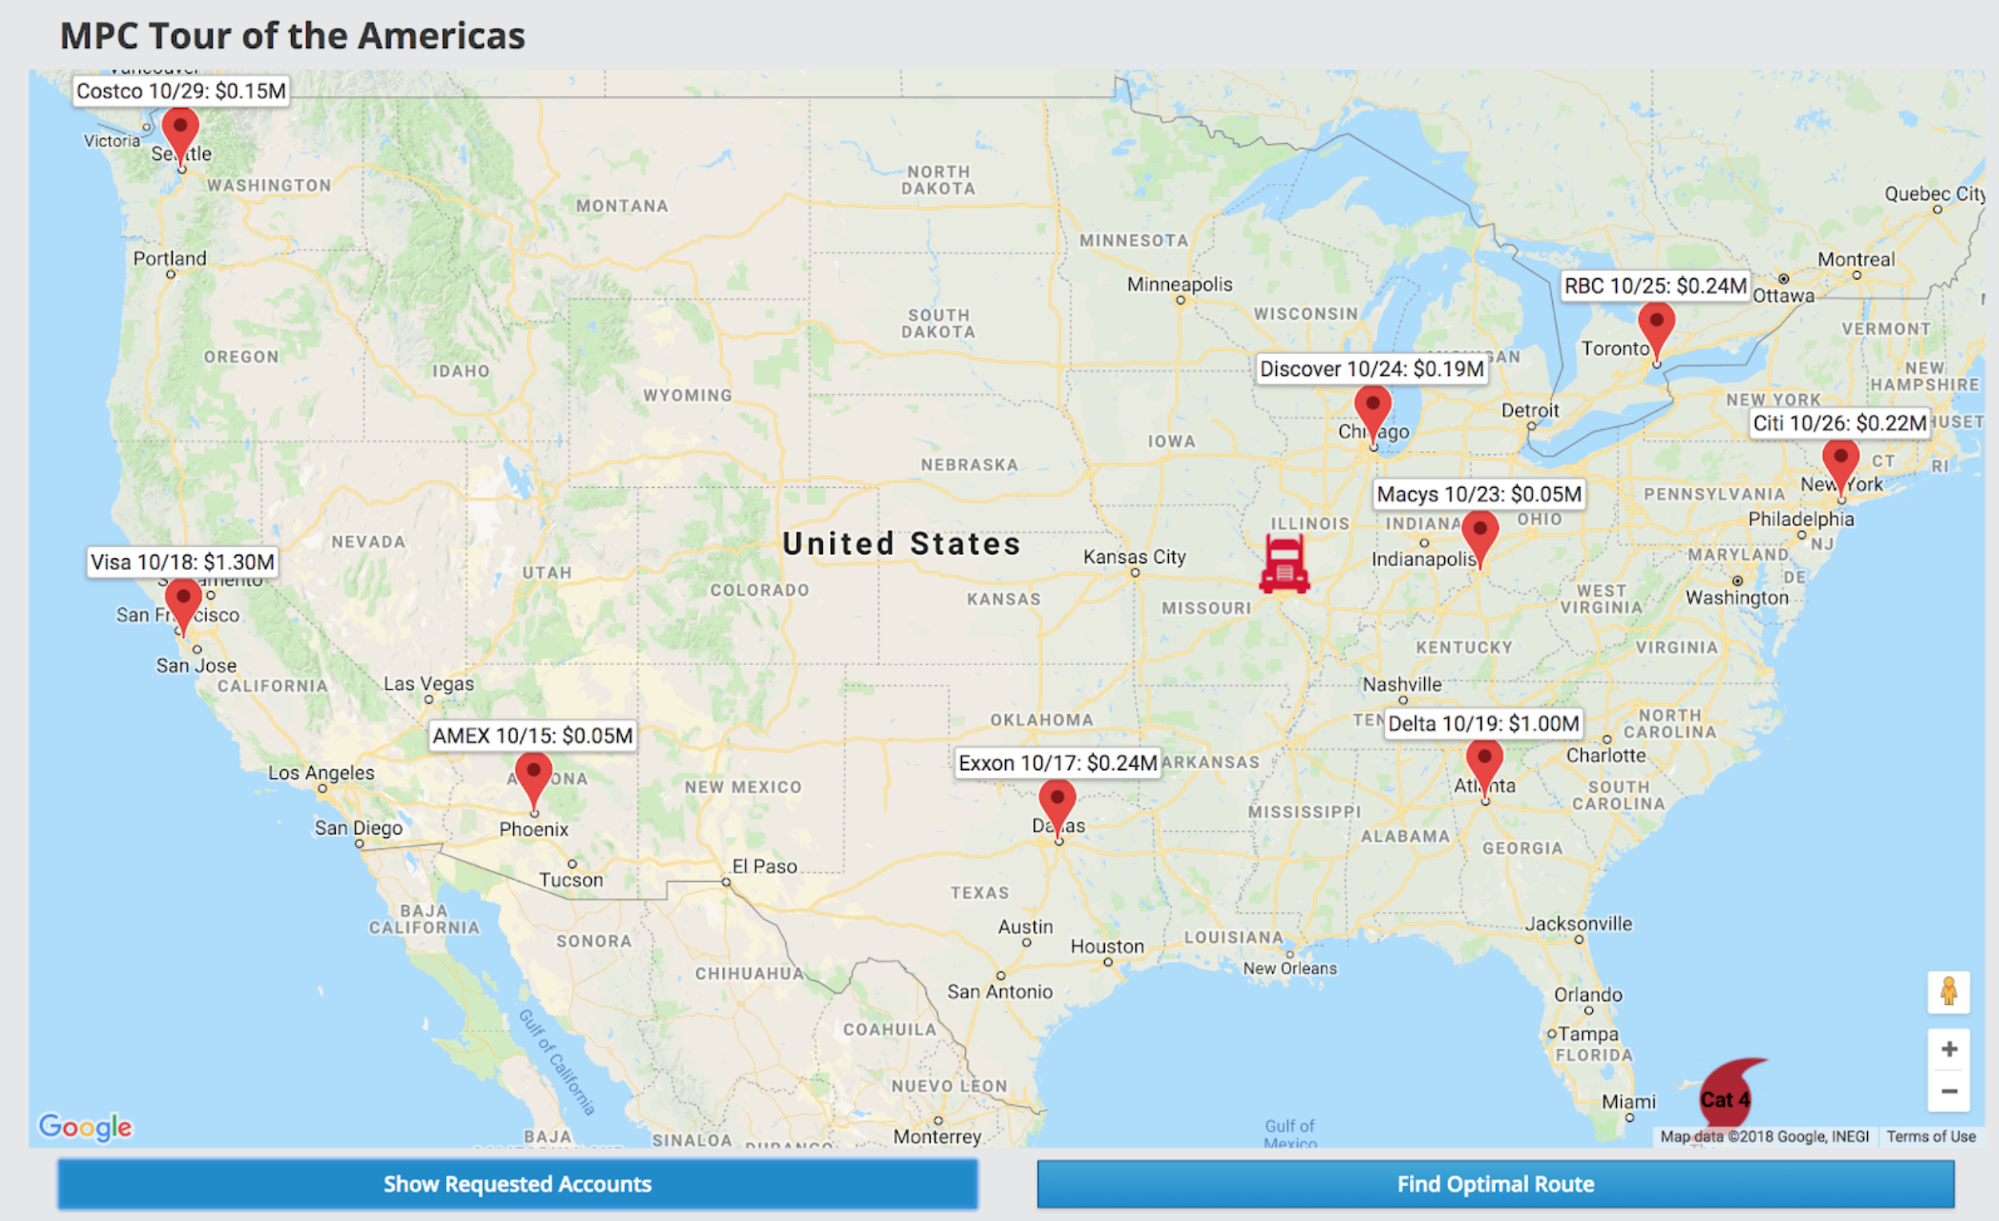 MPC Tour of the Americas
Vancouver
Costco 10/29: $0.15M
Victoria
Seattle
WASHINGTON
NORTH
DAKOTA
MONTANA
Quebec City
MINNESOTA
Portland
Montreal
Minneapolis
RBC 10/25: $0.24M
Ottawa
SOUTH
DAKOTA
WISCONSIN
VERMONT
Toronto
OREGON
IDAHO
Discover 10/24: $0.19M
GAN
NEW
HAMPSHIRE
WYOMING
NEW YORK
Detroit
Citi 10/26: $0.22M
HUSET
Chicago
IOWA
NEBRASKA
CT
RI
New York
Macys 10/23: $0.05M
PENNSYLVANIA
ILLINOIS
INDIANA
OHIO
Philadelphia
NEVADA
United States
Kansas City
Indianapolis
NJ
MARYLAND
Visa 10/18: $1.30M
Sacramento
UTAH
COLORADO
KANSAS
MISSOURI
WEST
VIRGINIA
DE
Washington
San Francisco
KENTUCKY
VIRGINIA
San Jose
CALIFORNIA
Las Vegas
Nashville
OKLAHOMA
TEN
Delta 10/19: $1.00M
NORTH
CAROLINA
AMEX 10/15: $0.05M
Charlotte
Exxon 10/17: $0.24M
ARKANSAS
Los Angeles
ARIZONA
NEW MEXICO
Atlanta
SOUTH
CAROLINA
MISSISSIPPI
San Diego
Phoenix
Dallas
ALABAMA
GEORGIA
El Paso
Tucson
TEXAS
BAJA
CALIFORNIA
Austin
Jacksonville
SONORA
Houston
LOUISIANA
New Orleans
CHIHUAHUA
San Antonio
Orlando
Gulf of California
COAHUILA
Tampa
FLORIDA
NUEVO LEON
Miami
Cat 4
Google
Gulf of
Mexico
BAJA
SINALOA
DURANGO
Monterrey
Map data ©2018 Google, INEGI
Terms of Use
Show Requested Accounts
Find Optimal Route